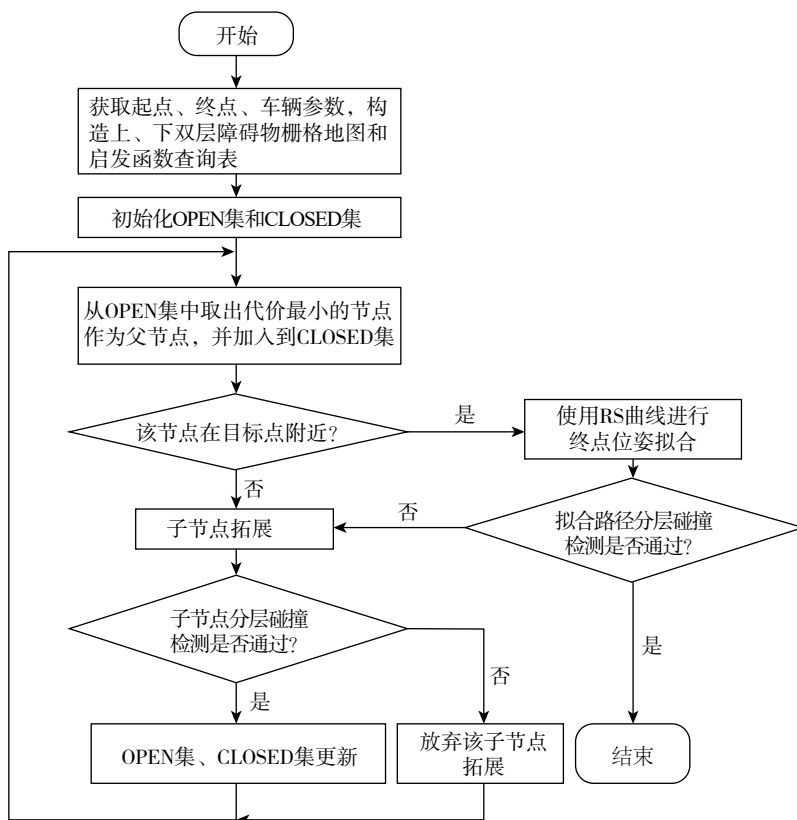 开始
获取起点、终点、车辆参数，构
造上、下双层障碍物栅格地图和
启发函数查询表
初始化OPEN集和CLOSED集
从OPEN集中取出代价最小的节点
作为父节点，并加入到CLOSED集
该节点在目标点附近？
是
使用RS曲线进行
终点位姿拟合
否
子节点拓展
否
拟合路径分层碰撞
检测是否通过？
子节点分层碰撞
检测是否通过？
是
否
是
OPEN集、CLOSED集更新
放弃该子节点
拓展
结束